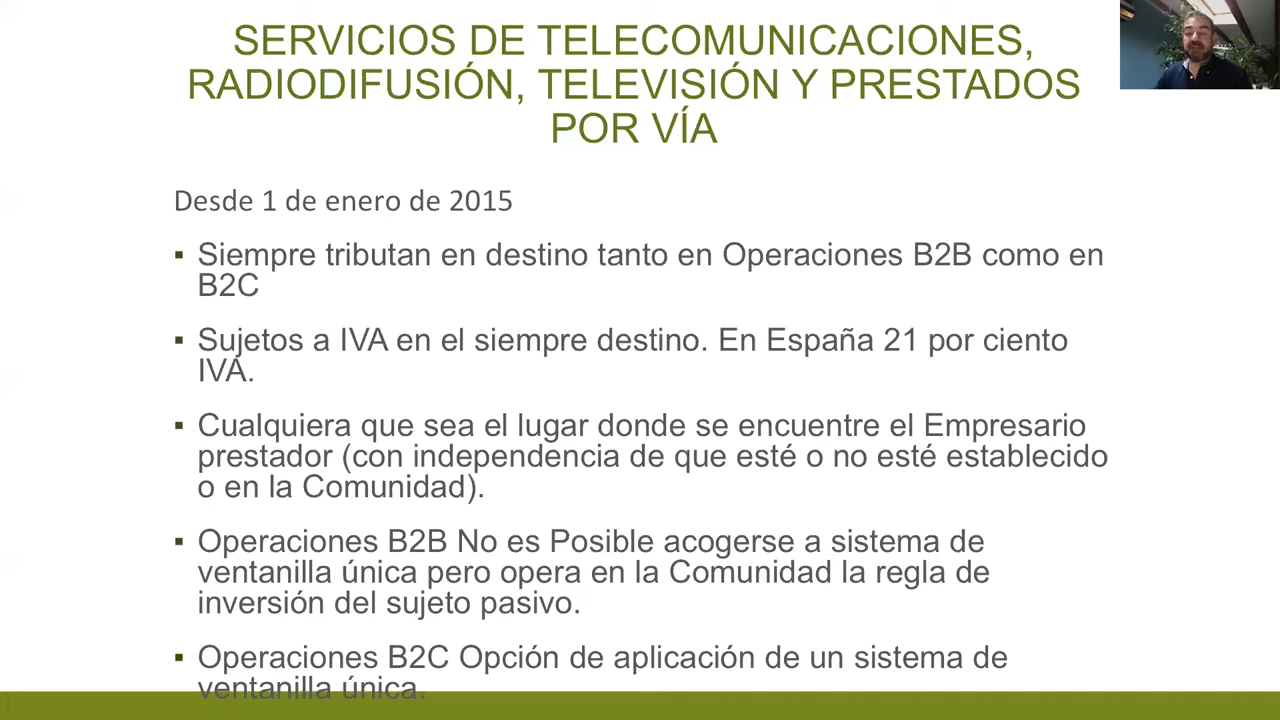 SERVICIOS DE TELECOMUNICACIONES,
RADIODIFUSIÓN, TELEVISIÓN Y PRESTADOS
POR VÍA
Desde 1 de enero de 2015
▪ Siempre tributan en destino tanto en Operaciones B2B como en
B2C
▪ Sujetos a IVA en el siempre destino. En España 21 por ciento
IVA.
▪ Cualquiera que sea el lugar donde se encuentre el Empresario
prestador (con independencia de que esté o no esté establecido
o en la Comunidad).
▪ Operaciones B2B No es Posible acogerse a sistema de
ventanilla única pero opera en la Comunidad la regla de
inversión del sujeto pasivo.
▪ Operaciones B2C Opción de aplicación de un sistema de
ventanilla única.